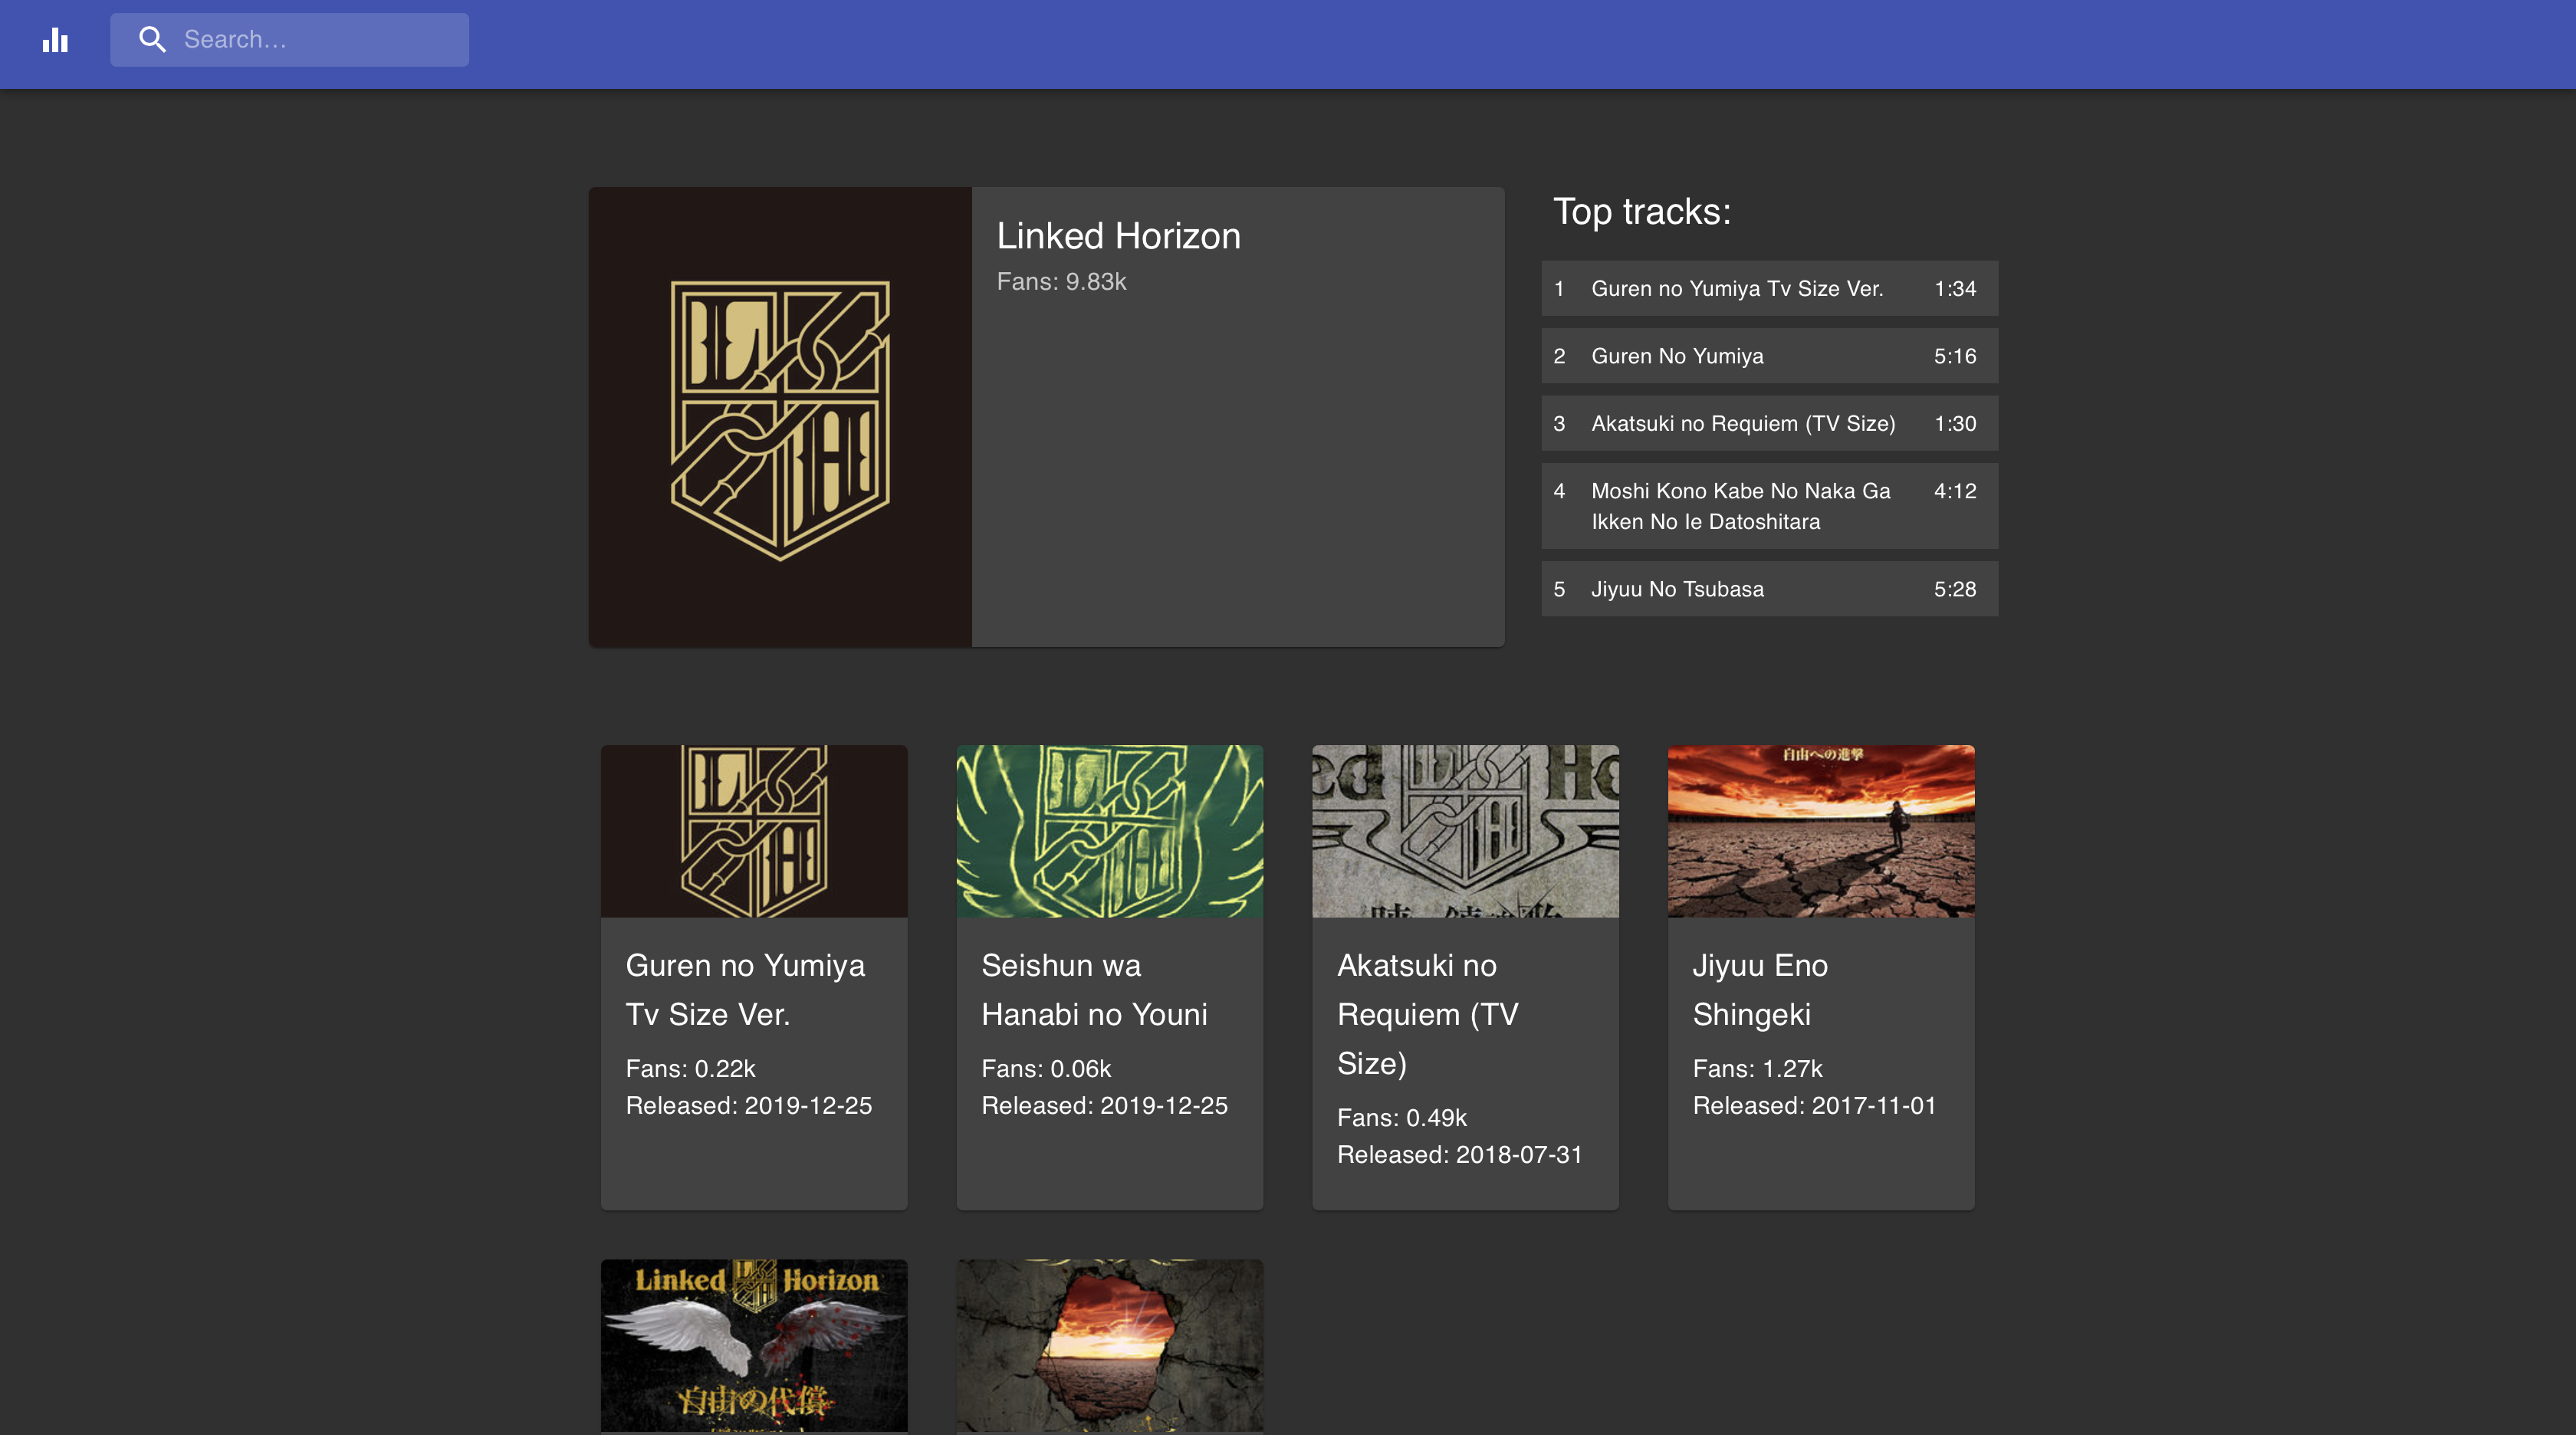 Search…
Linked Horizon
Fans: 9.83k
Top tracks:
1 Guren no Yumiya Tv Size Ver. 1:34
2 Guren No Yumiya 5:16
3 Akatsuki no Requiem (TV Size) 1:30
4 Moshi Kono Kabe No Naka Ga 4:12
Ikken No Ie Datoshitara
5 Jiyuu No Tsubasa 5:28
L
H
L
H
L
H
L
H
自由への進撃
Guren no Yumiya
Tv Size Ver.
Fans: 0.22k
Released: 2019-12-25
Seishun wa
Hanabi no Youni
Fans: 0.06k
Released: 2019-12-25
Akatsuki no
Requiem (TV
Size)
Fans: 0.49k
Released: 2018-07-31
Jiyuu Eno
Shingeki
Fans: 1.27k
Released: 2017-11-01
Linked Horizon
自由の代償